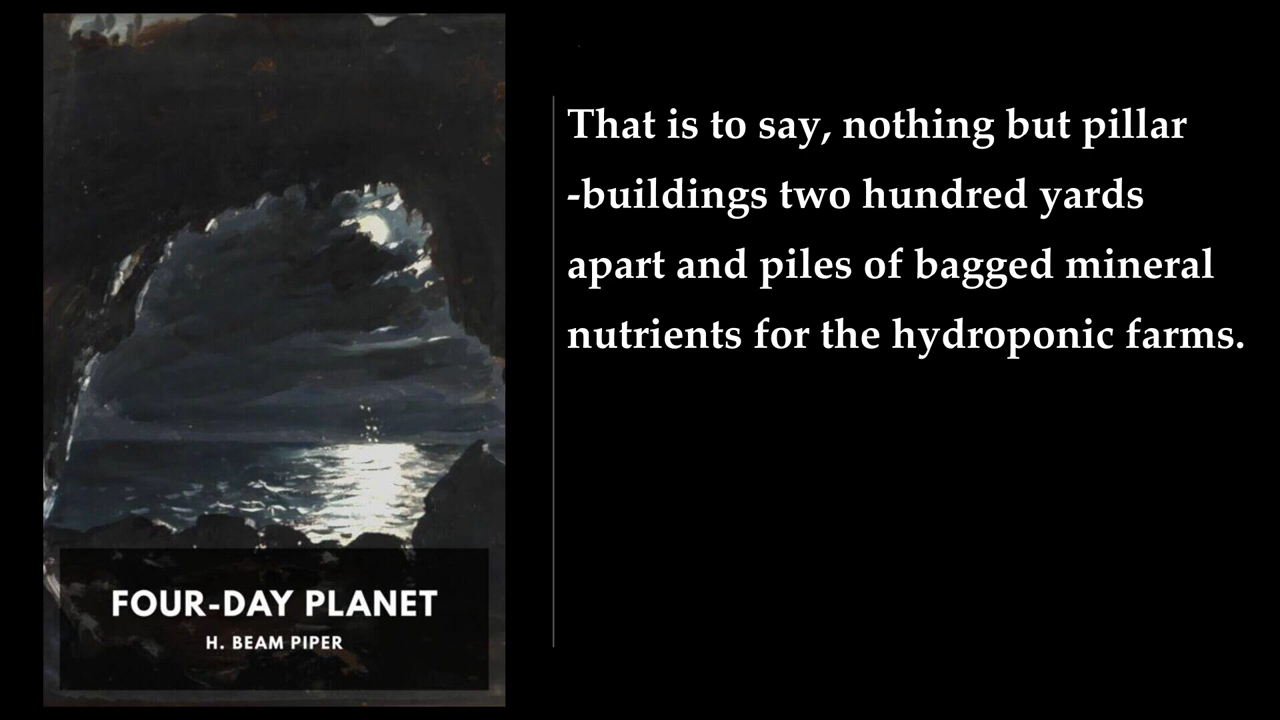 That is to say, nothing but pillar
-buildings two hundred yards
apart and piles of bagged mineral
nutrients for the hydroponic farms.
FOUR-DAY PLANET
H. BEAM PIPER